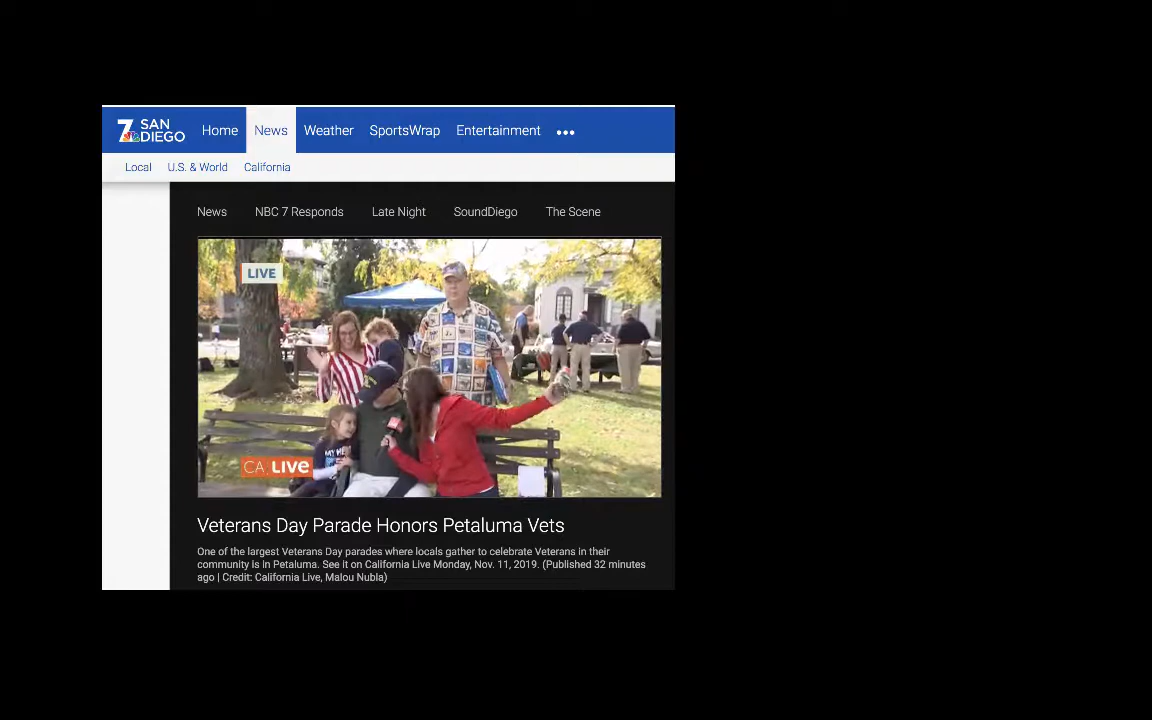 7 SAN DIEGO Home News Weather SportsWrap Entertainment •••
Local U.S. & World California
News NBC 7 Responds Late Night SoundDiego The Scene
LIVE
MY HE
CA LIVE
Veterans Day Parade Honors Petaluma Vets
One of the largest Veterans Day parades where locals gather to celebrate Veterans in their
community is in Petaluma. See it on California Live Monday, Nov. 11, 2019. (Published 32 minutes
ago | Credit: California Live, Malou Nubla)